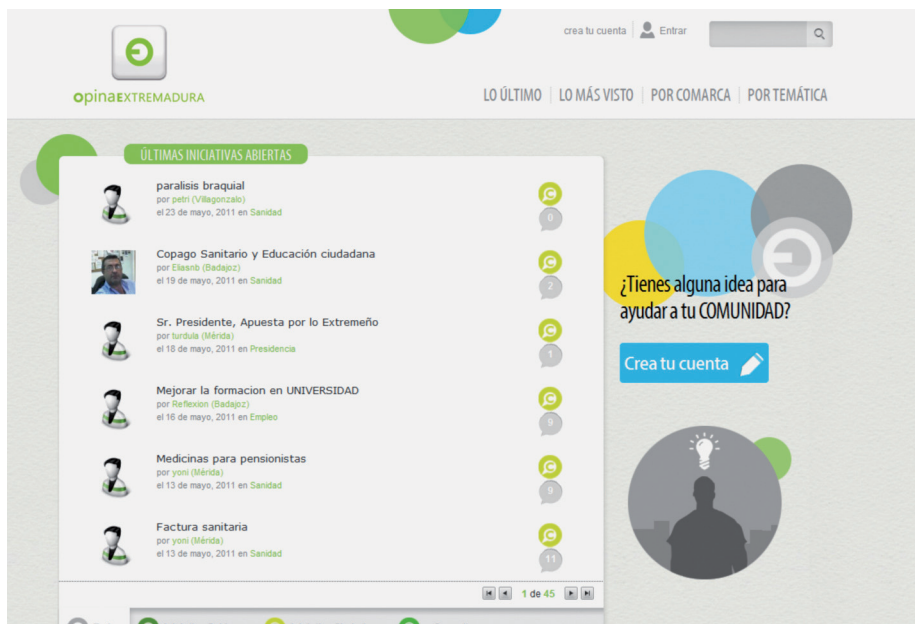 crea tu cuenta Entrar
OpinaEXTREMADURA
LO ÚLTIMO LO MÁS VISTO POR COMARCA POR TEMÁTICA
ÚLTIMAS INICIATIVAS ABIERTAS
paralisis braquial
por petri (Villagonzalo)
el 23 de mayo, 2011 en Sanidad
0
Copago Sanitario y Educación ciudadana
por Eliasnb (Badajoz)
el 19 de mayo, 2011 en Sanidad
2
Sr. Presidente, Apuesta por lo Extremeño
por turdula (Mérida)
el 18 de mayo, 2011 en Presidencia
1
Mejorar la formacion en UNIVERSIDAD
por Reflexion (Badajoz)
el 16 de mayo, 2011 en Empleo
9
Medicinas para pensionistas
por yoni (Mérida)
el 13 de mayo, 2011 en Sanidad
9
Factura sanitaria
por yoni (Mérida)
el 13 de mayo, 2011 en Sanidad
11
1 de 45
¿Tienes alguna idea para
ayudar a tu COMUNIDAD?
Crea tu cuenta